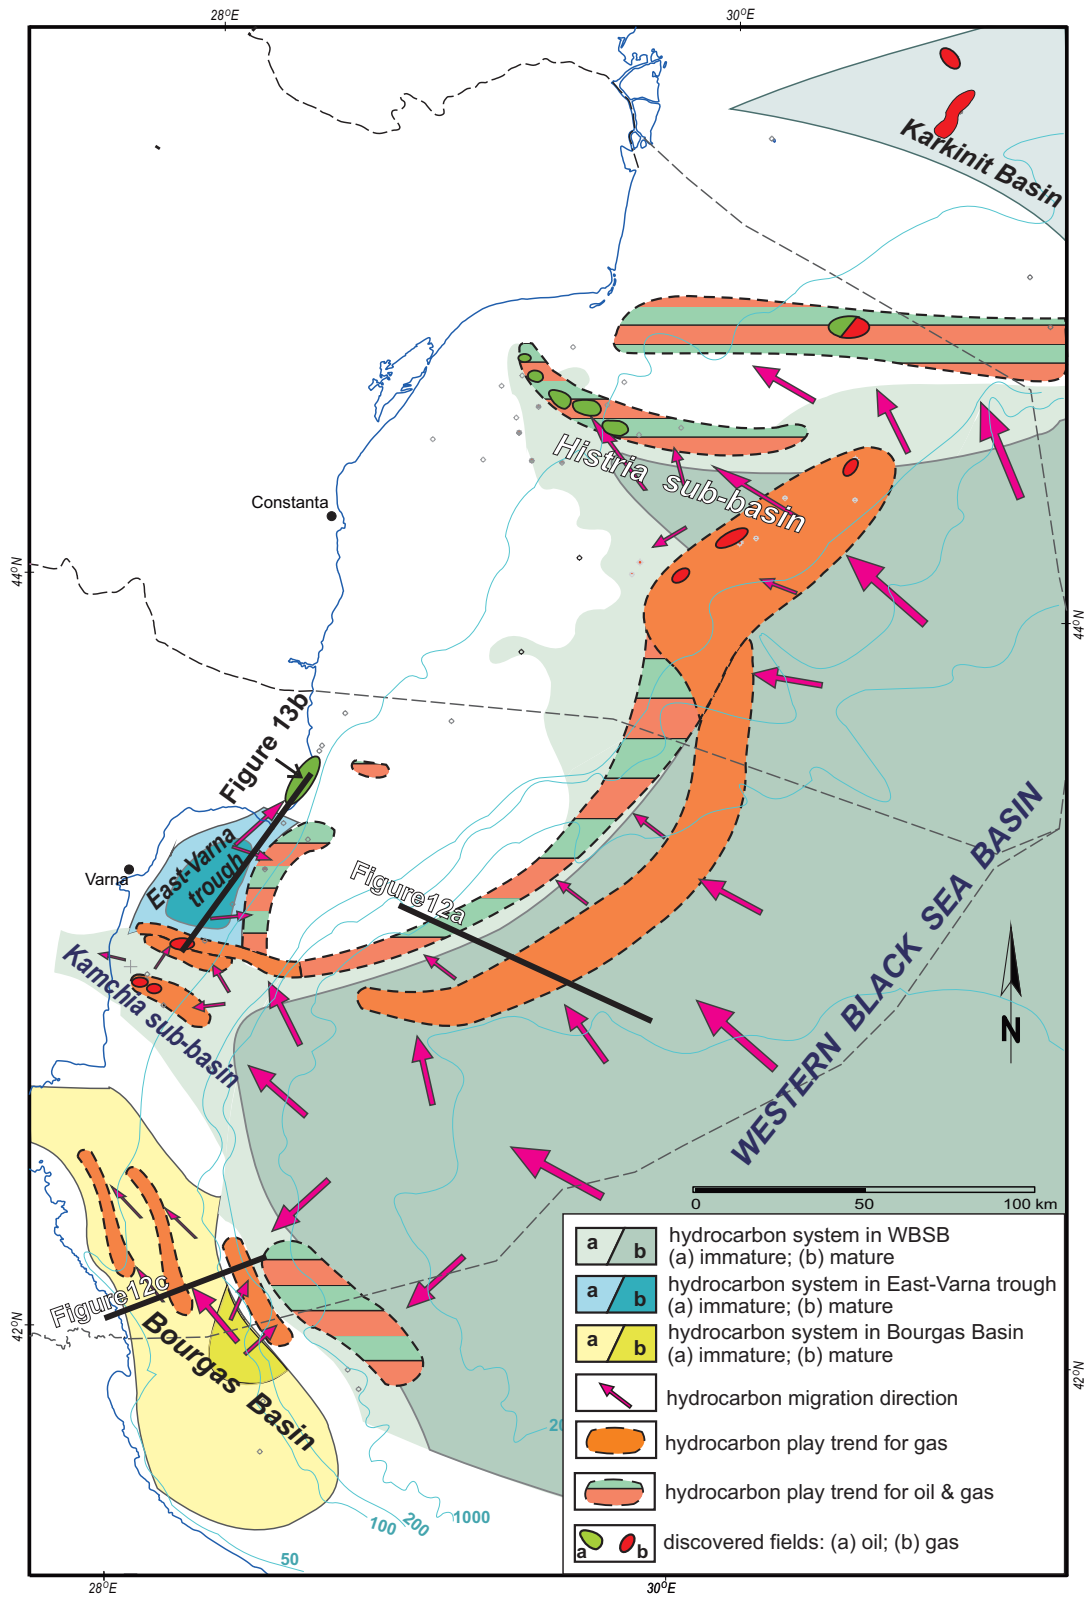 28°E
30°E
Karkinit Basin
Histria sub-basin
Constanta
44°N
44°N
Figure 13b
East-Varna
trough
Varna
Figure12a
Kamchia sub-basin
WESTERN BLACK SEA BASIN
N
0
50
100 km
Figure12c
Bourgas Basin
42°N
42°N
20
1000
200
100
50
a
b
hydrocarbon system in WBSB
(a) immature; (b) mature
a
b
hydrocarbon system in East-Varna trough
(a) immature; (b) mature
a
b
hydrocarbon system in Bourgas Basin
(a) immature; (b) mature
hydrocarbon migration direction
hydrocarbon play trend for gas
hydrocarbon play trend for oil & gas
a
b
discovered fields: (a) oil; (b) gas
28°E
30°E